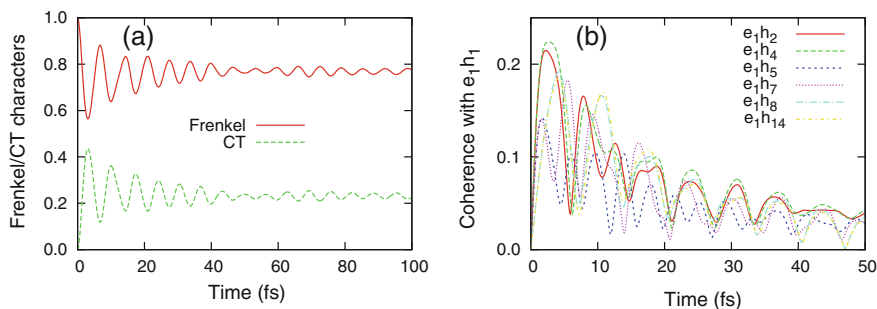 (a)
Frenkel/CT characters
1.0
0.8
0.6
0.4
0.2
0.0
Frenkel
CT
0
20
40
60
80
100
Time (fs)
(b)
Coherence with e₁h₁
0.2
0.1
0.0
e₁h₂
e₁h₄
e₁h₅
e₁h₇
e₁h₈
e₁h₁₄
0
10
20
30
40
50
Time (fs)